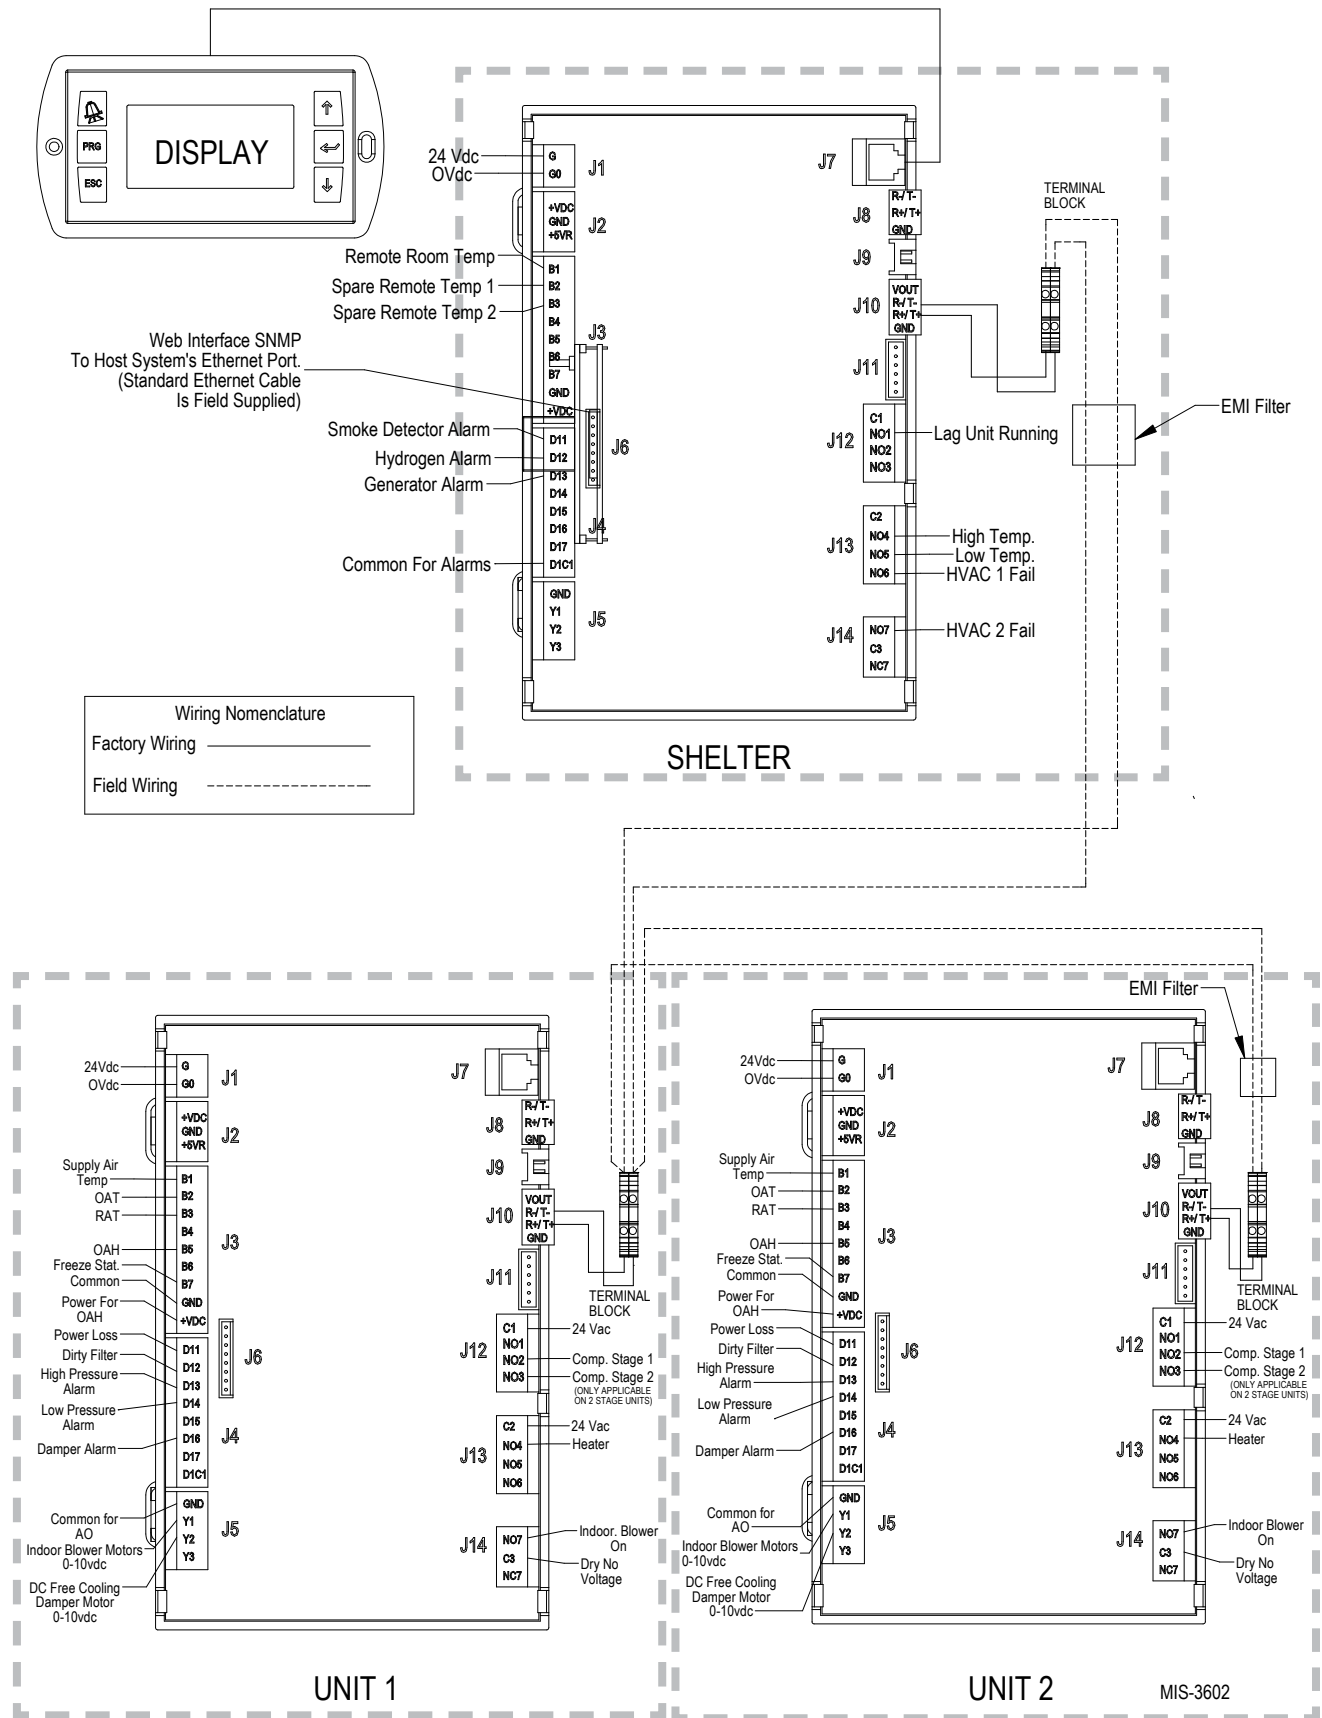 PRG
ESC
DISPLAY
24 Vdc
OVdc
G
G0
J1
+VDC
GND
+5VR
J2
Remote Room Temp
Spare Remote Temp 1
Spare Remote Temp 2
B1
B2
B3
B4
B5
B6
B7
GND
+VDC
J3
Web Interface SNMP
To Host System's Ethernet Port.
(Standard Ethernet Cable
Is Field Supplied)
Smoke Detector Alarm
Hydrogen Alarm
Generator Alarm
Common For Alarms
D11
D12
D13
D14
D15
D16
D17
D1C1
J6
J4
GND
Y1
Y2
Y3
J5
J7
J8
R-/ T-
R+/ T+
GND
J9
J10
VOUT
R-/ T-
R+/ T+
GND
J11
J12
C1
NO1
NO2
NO3
Lag Unit Running
J13
C2
NO4
NO5
NO6
High Temp.
Low Temp.
HVAC 1 Fail
J14
NO7
C3
NC7
HVAC 2 Fail
TERMINAL
BLOCK
EMI Filter
SHELTER
Wiring Nomenclature
Factory Wiring
Field Wiring
24Vdc
OVdc
G
G0
J1
+VDC
GND
+5VR
J2
Supply Air
Temp
OAT
RAT
OAH
Freeze Stat.
Common
Power For
OAH
B1
B2
B3
B4
B5
B6
B7
GND
+VDC
J3
Power Loss
Dirty Filter
High Pressure
Alarm
Low Pressure
Alarm
Damper Alarm
D11
D12
D13
D14
D15
D16
D17
D1C1
J6
J4
Common for
AO
Indoor Blower Motors
0-10vdc
DC Free Cooling
Damper Motor
0-10vdc
GND
Y1
Y2
Y3
J5
J7
J8
R-/ T-
R+/ T+
GND
J9
J10
VOUT
R-/ T-
R+/ T+
GND
J11
TERMINAL
BLOCK
J12
C1
NO1
NO2
NO3
24 Vac
Comp. Stage 1
Comp. Stage 2
(ONLY APPLICABLE
ON 2 STAGE UNITS)
J13
C2
NO4
NO5
NO6
24 Vac
Heater
J14
NO7
C3
NC7
Indoor. Blower
On
Dry No
Voltage
UNIT 1
EMI Filter
24Vdc
OVdc
G
G0
J1
+VDC
GND
+5VR
J2
Supply Air
Temp
OAT
RAT
OAH
Freeze Stat.
Common
Power For
OAH
B1
B2
B3
B4
B5
B6
B7
GND
+VDC
J3
Power Loss
Dirty Filter
High Pressure
Alarm
Low Pressure
Alarm
Damper Alarm
D11
D12
D13
D14
D15
D16
D17
D1C1
J6
J4
Common for
AO
Indoor Blower Motors
0-10vdc
DC Free Cooling
Damper Motor
0-10vdc
GND
Y1
Y2
Y3
J5
J7
J8
R-/ T-
R+/ T+
GND
J9
J10
VOUT
R-/ T-
R+/ T+
GND
J11
TERMINAL
BLOCK
J12
C1
NO1
NO2
NO3
24 Vac
Comp. Stage 1
Comp. Stage 2
(ONLY APPLICABLE
ON 2 STAGE UNITS)
J13
C2
NO4
NO5
NO6
24 Vac
Heater
J14
NO7
C3
NC7
Indoor Blower
On
Dry No
Voltage
UNIT 2
MIS-3602